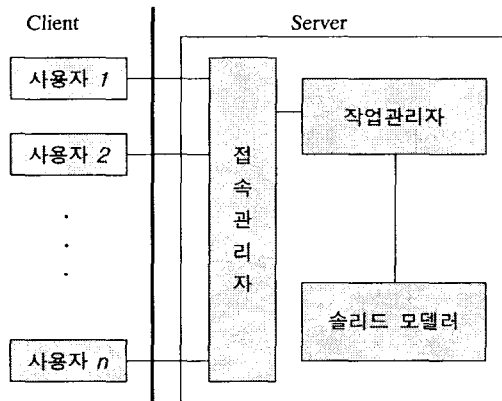 Client
Server
사용자 1
사용자 2
사용자 n
접속관리자
작업관리자
솔리드 모델러